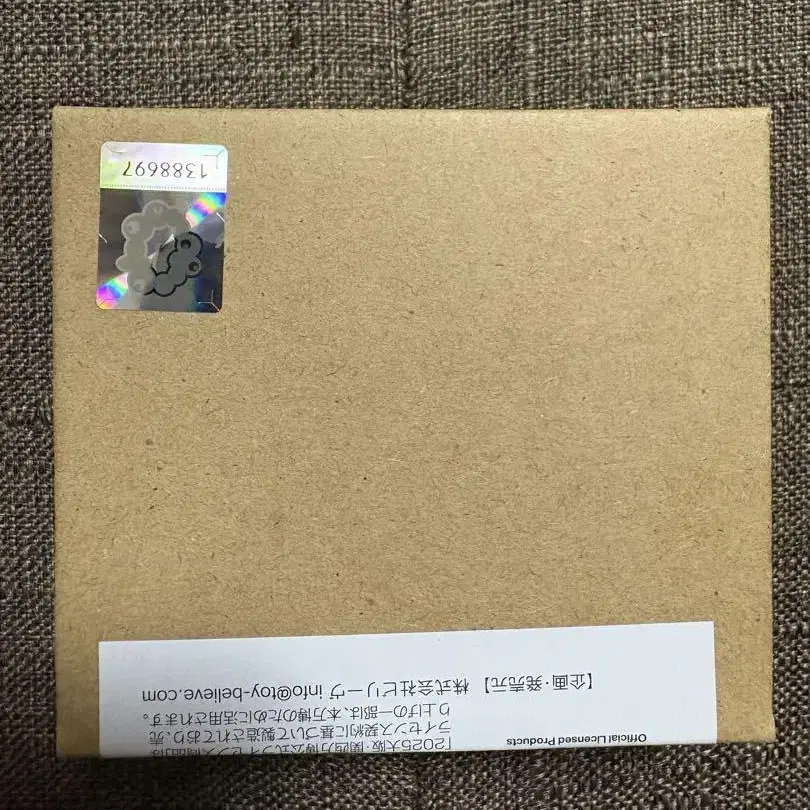 Official Licensed Products
「2025大阪・関西万博公式ライセンス商品」は
ライセンス契約に基づいて製造されており、売
り上げの一部は、本万博のために活用されます。
【企画・発売元】 株式会社ビリーヴ info@toy-believe.com
1388697